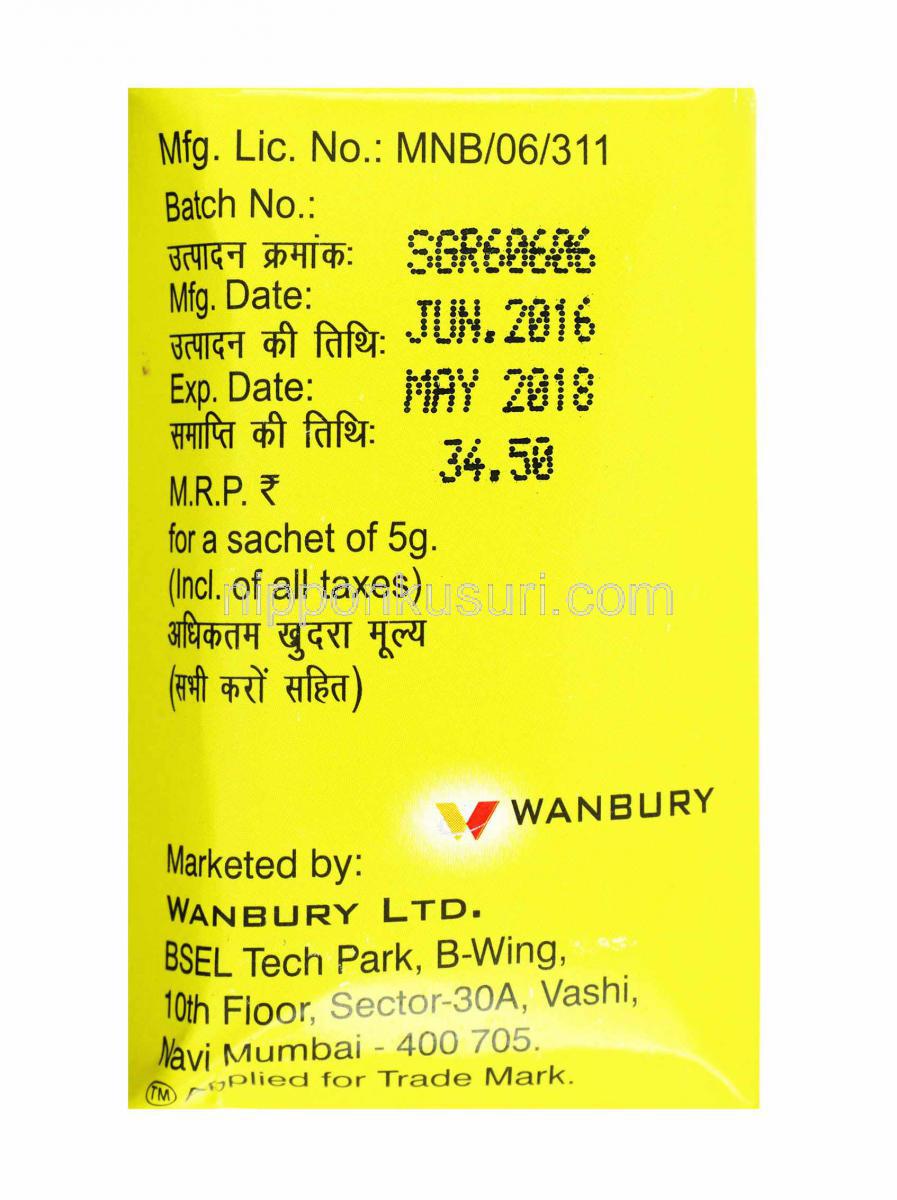 Mfg. Lic. No.: MNB/06/311
Batch No.:
उत्पादन क्रमांक: SGR60606
Mfg. Date:
उत्पादन की तिथि: JUN.2016
Exp. Date: MAY 2018
समाप्ति की तिथि:
34.50
M.R.P. ₹
for a sachet of 5g.
(Incl. of all taxes)
nipponkusuri.com
अधिकतम खुदरा मूल्य
(सभी करों सहित)
WANBURY
Marketed by:
WANBURY LTD.
BSEL Tech Park, B-Wing,
10th Floor, Sector-30A, Vashi,
Navi Mumbai - 400 705.
TM Applied for Trade Mark.